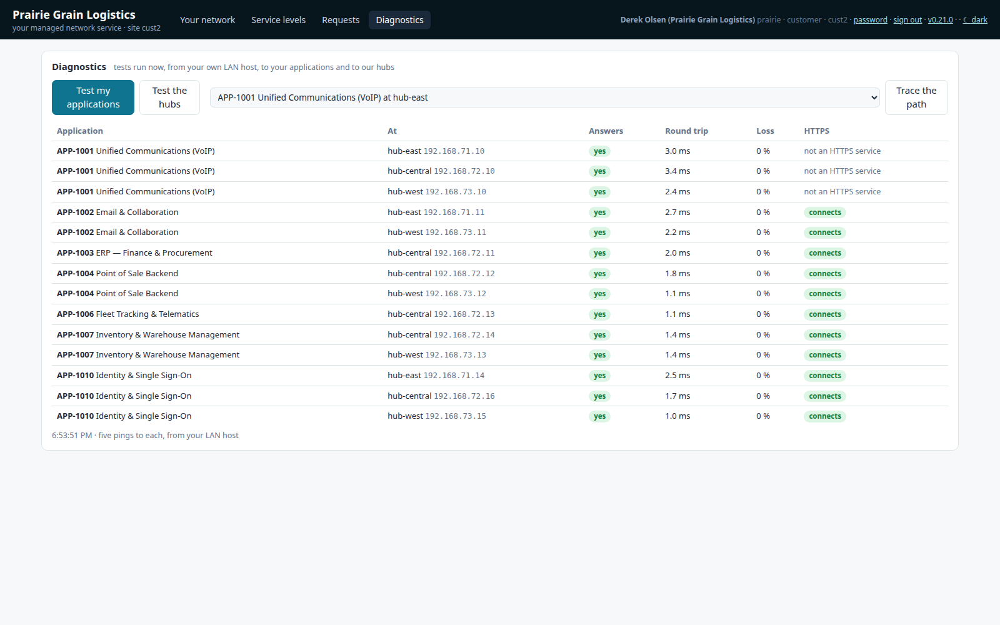 Prairie Grain Logistics
your managed network service · site cust2
Your network Service levels Requests Diagnostics
Derek Olsen (Prairie Grain Logistics) prairie · customer · cust2 · password · sign out · v0.21.0 · · ☾ dark
Diagnostics tests run now, from your own LAN host, to your applications and to our hubs
Test my applications
Test the hubs
APP-1001 Unified Communications (VoIP) at hub-east
Trace the path
Application At Answers Round trip Loss HTTPS
APP-1001 Unified Communications (VoIP) hub-east 192.168.71.10 yes 3.0 ms 0 % not an HTTPS service
APP-1001 Unified Communications (VoIP) hub-central 192.168.72.10 yes 3.4 ms 0 % not an HTTPS service
APP-1001 Unified Communications (VoIP) hub-west 192.168.73.10 yes 2.4 ms 0 % not an HTTPS service
APP-1002 Email & Collaboration hub-east 192.168.71.11 yes 2.7 ms 0 % connects
APP-1002 Email & Collaboration hub-west 192.168.73.11 yes 2.2 ms 0 % connects
APP-1003 ERP — Finance & Procurement hub-central 192.168.72.11 yes 2.0 ms 0 % connects
APP-1004 Point of Sale Backend hub-central 192.168.72.12 yes 1.8 ms 0 % connects
APP-1004 Point of Sale Backend hub-west 192.168.73.12 yes 1.1 ms 0 % connects
APP-1006 Fleet Tracking & Telematics hub-central 192.168.72.13 yes 1.1 ms 0 % connects
APP-1007 Inventory & Warehouse Management hub-central 192.168.72.14 yes 1.4 ms 0 % connects
APP-1007 Inventory & Warehouse Management hub-west 192.168.73.13 yes 1.4 ms 0 % connects
APP-1010 Identity & Single Sign-On hub-east 192.168.71.14 yes 2.5 ms 0 % connects
APP-1010 Identity & Single Sign-On hub-central 192.168.72.16 yes 1.7 ms 0 % connects
APP-1010 Identity & Single Sign-On hub-west 192.168.73.15 yes 1.0 ms 0 % connects
6:53:51 PM · five pings to each, from your LAN host